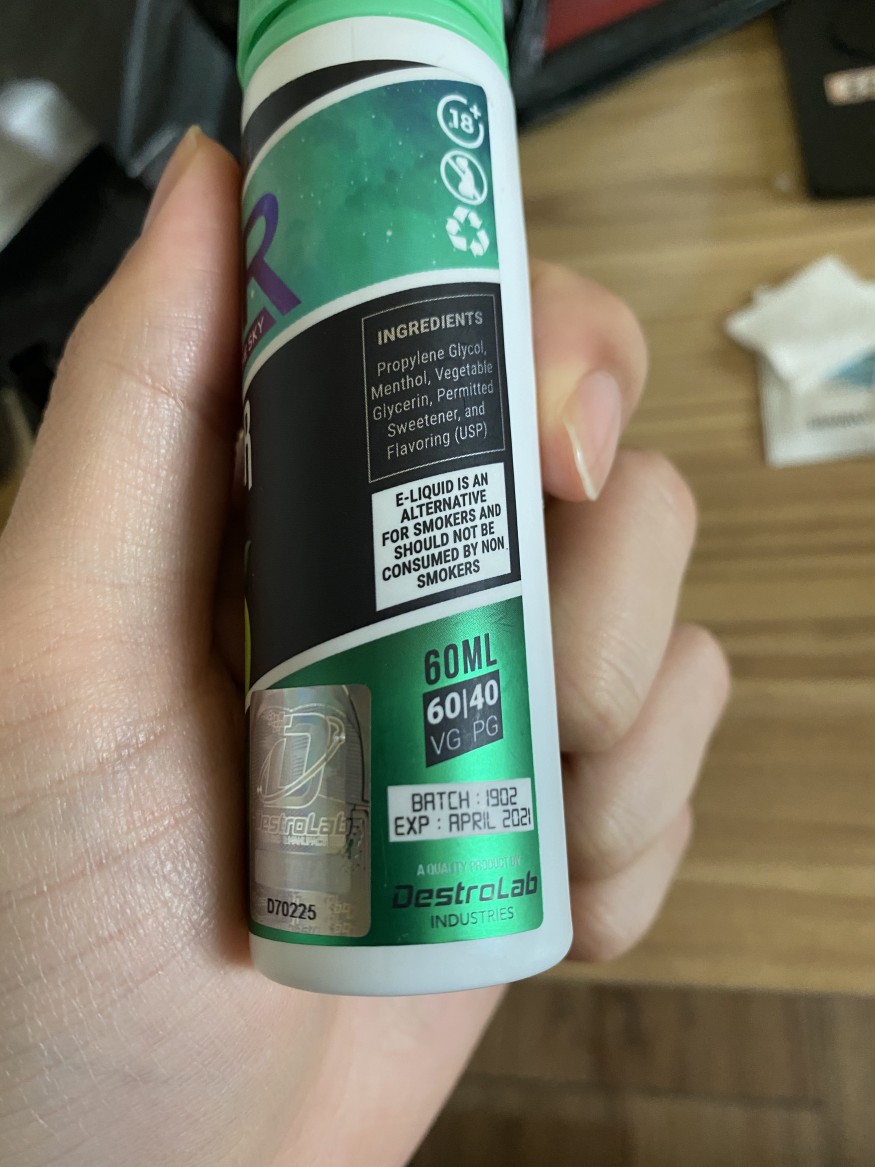 18+
R
SKY
R
INGREDIENTS
Propylene Glycol,
Menthol, Vegetable
Glycerin, Permitted
Sweetener, and
Flavoring (USP)
E-LIQUID IS AN
ALTERNATIVE
FOR SMOKERS AND
SHOULD NOT BE
CONSUMED BY NON
SMOKERS
60ML
60|40
VG PG
BATCH : 1902
EXP : APRIL 2021
A QUALITY PRODUCT BY
DestroLab
INDUSTRIES
DestroLab
D70225